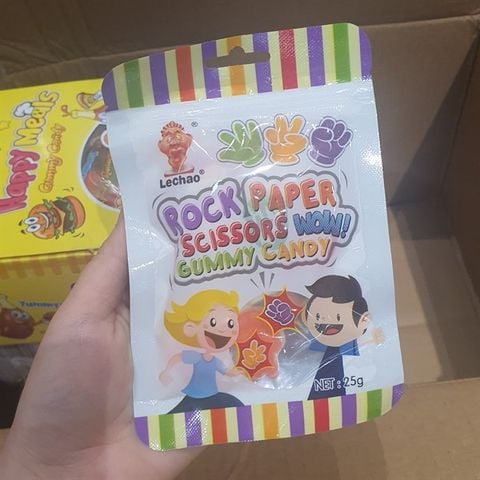 Lechao®
®
ROCK PAPER
SCISSORS WOW!
GUMMY CANDY
NET: 25g
Happy Meals
Gummy Candy